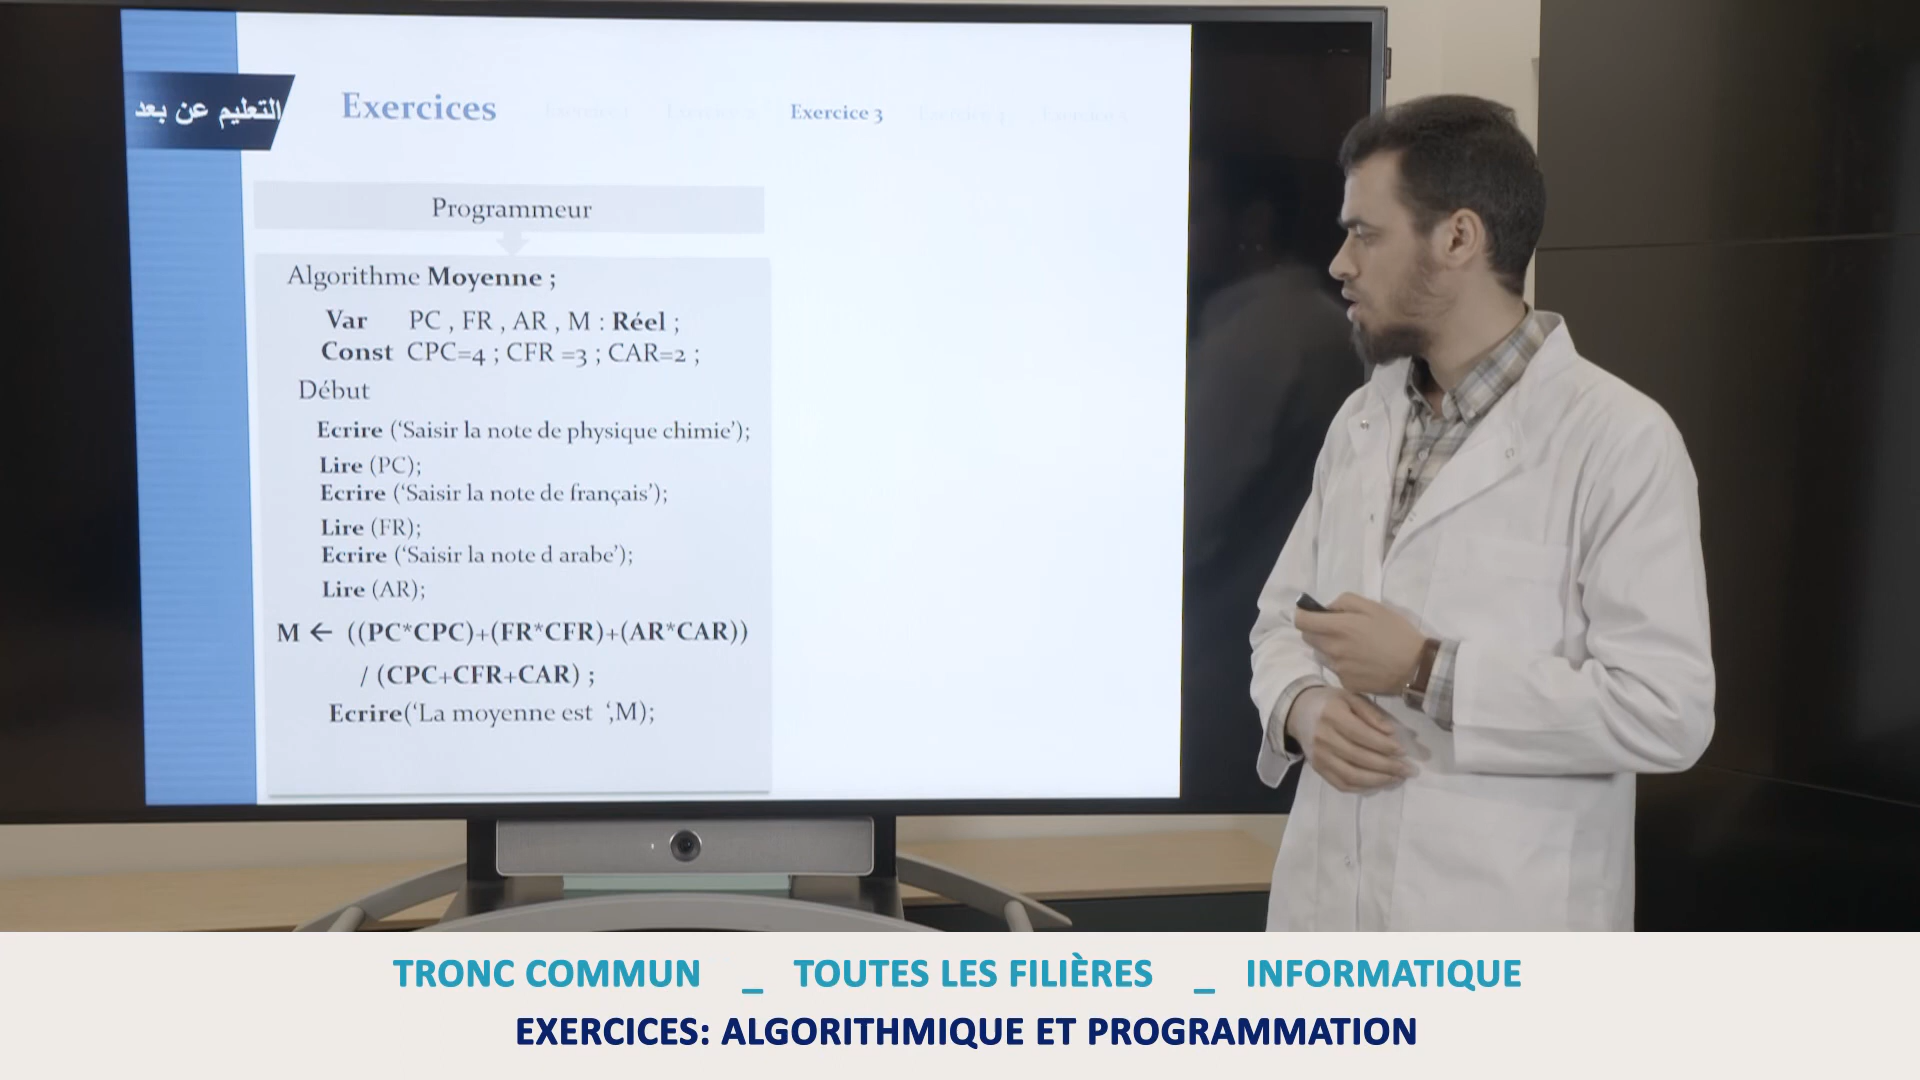 التعليم عن بعد
Exercices
Exercice 3
Programmeur
Algorithme Moyenne ;
Var PC , FR , AR , M : Réel ;
Const CPC=4 ; CFR =3 ; CAR=2 ;
Début
Ecrire (‘Saisir la note de physique chimie’);
Lire (PC);
Ecrire (‘Saisir la note de français’);
Lire (FR);
Ecrire (‘Saisir la note d arabe’);
Lire (AR);
M ← ((PC*CPC)+(FR*CFR)+(AR*CAR))
/ (CPC+CFR+CAR) ;
Ecrire(‘La moyenne est ‘,M);
TRONC COMMUN _ TOUTES LES FILIÈRES _ INFORMATIQUE
EXERCICES: ALGORITHMIQUE ET PROGRAMMATION